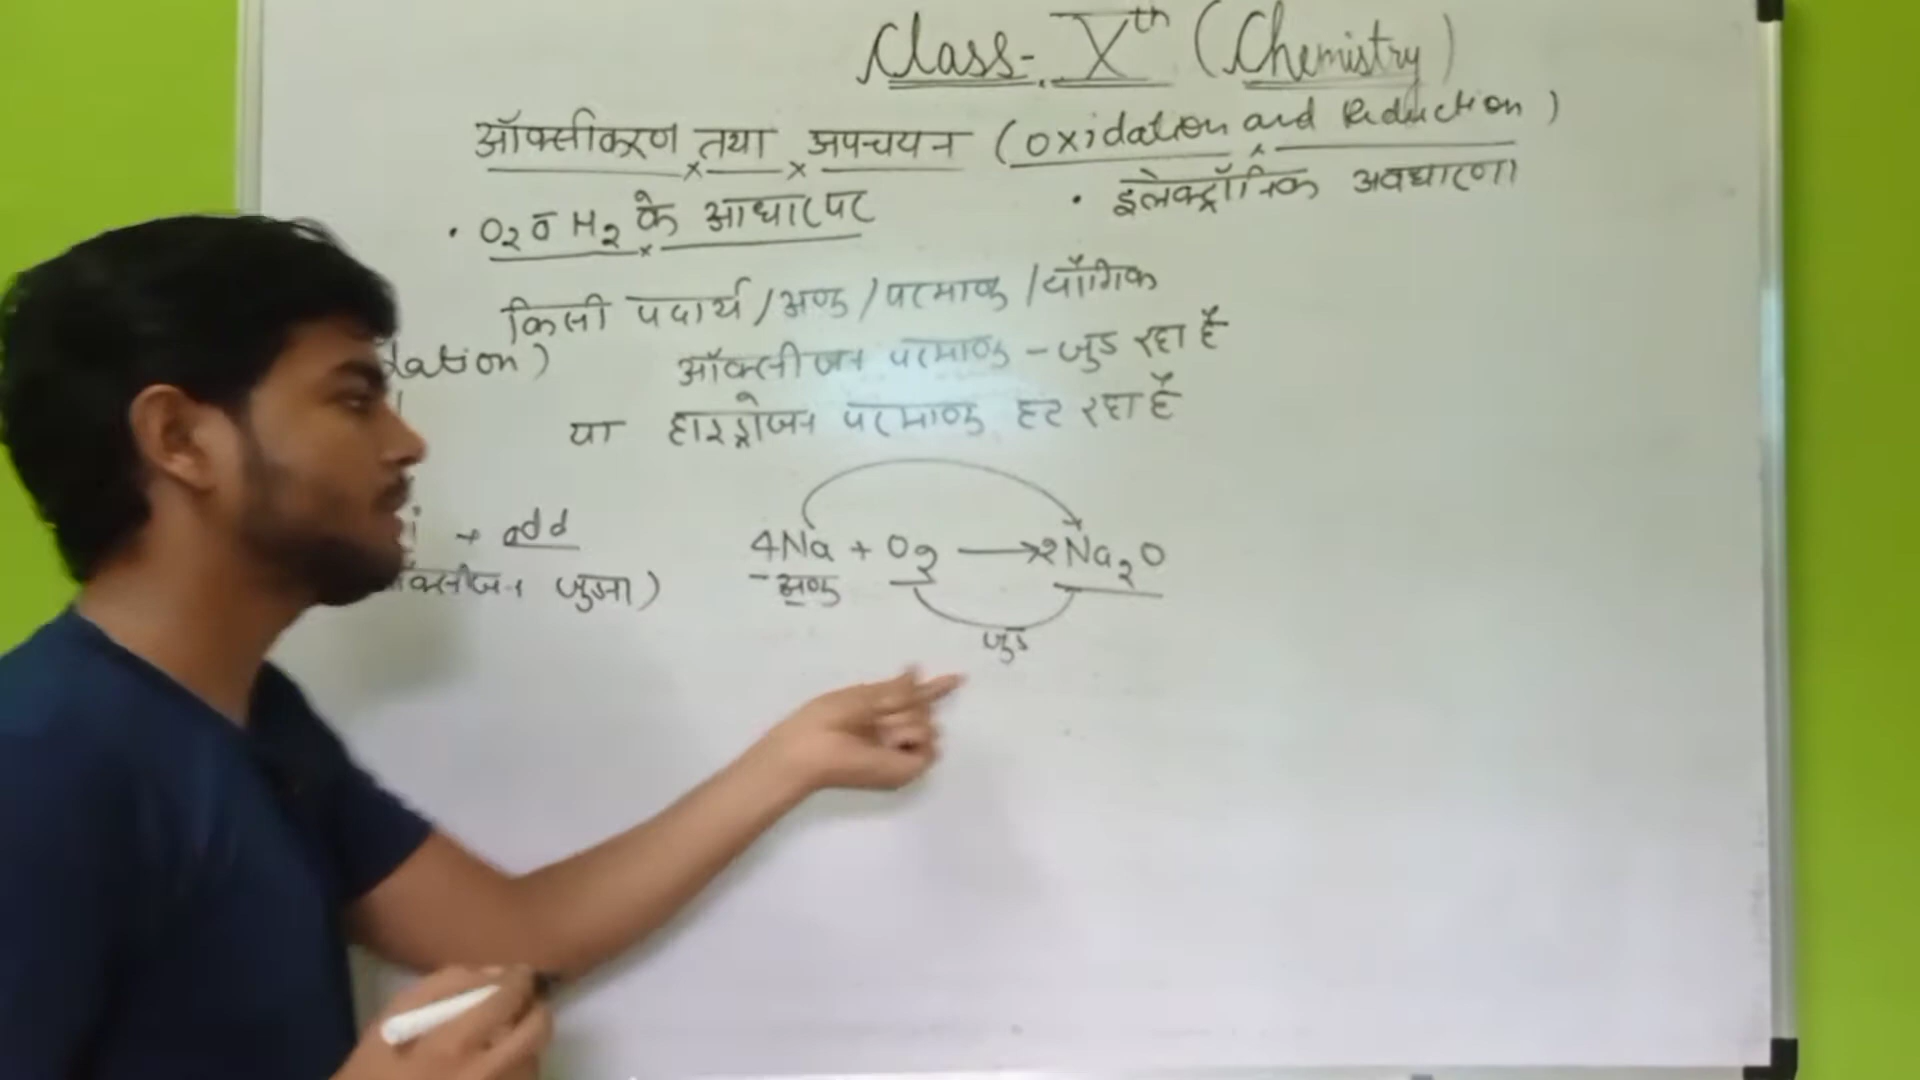 Class-Xth (Chemistry)
ऑक्सीकरण तथा अपचयन (Oxidation and Reduction)
• O2 व H2 के आधार पर
• इलेक्ट्रॉनिक अवधारणा
किसी पदार्थ/अणु/परमाणु/यौगिक
dation)
ऑक्सीजन परमाणु - जुड रहा है
या हाइड्रोजन परमाणु हट रहा है
→ add
ऑक्सीजन जुडा)
4Na + O2 ⟶ 2Na2O
- अणु
जुड